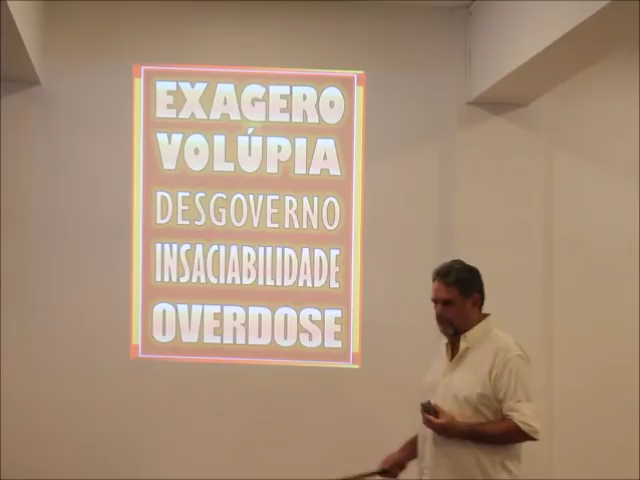 EXAGERO
VOLÚPIA
DESGOVERNO
INSACIABILIDADE
OVERDOSE